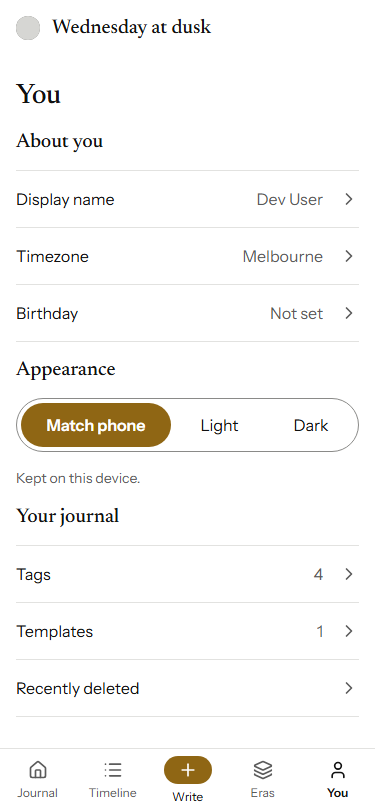 Wednesday at dusk
You
About you
Display name Dev User
Timezone Melbourne
Birthday Not set
Appearance
Match phone Light Dark
Kept on this device.
Your journal
Tags 4
Templates 1
Recently deleted
Journal Timeline Write Eras You